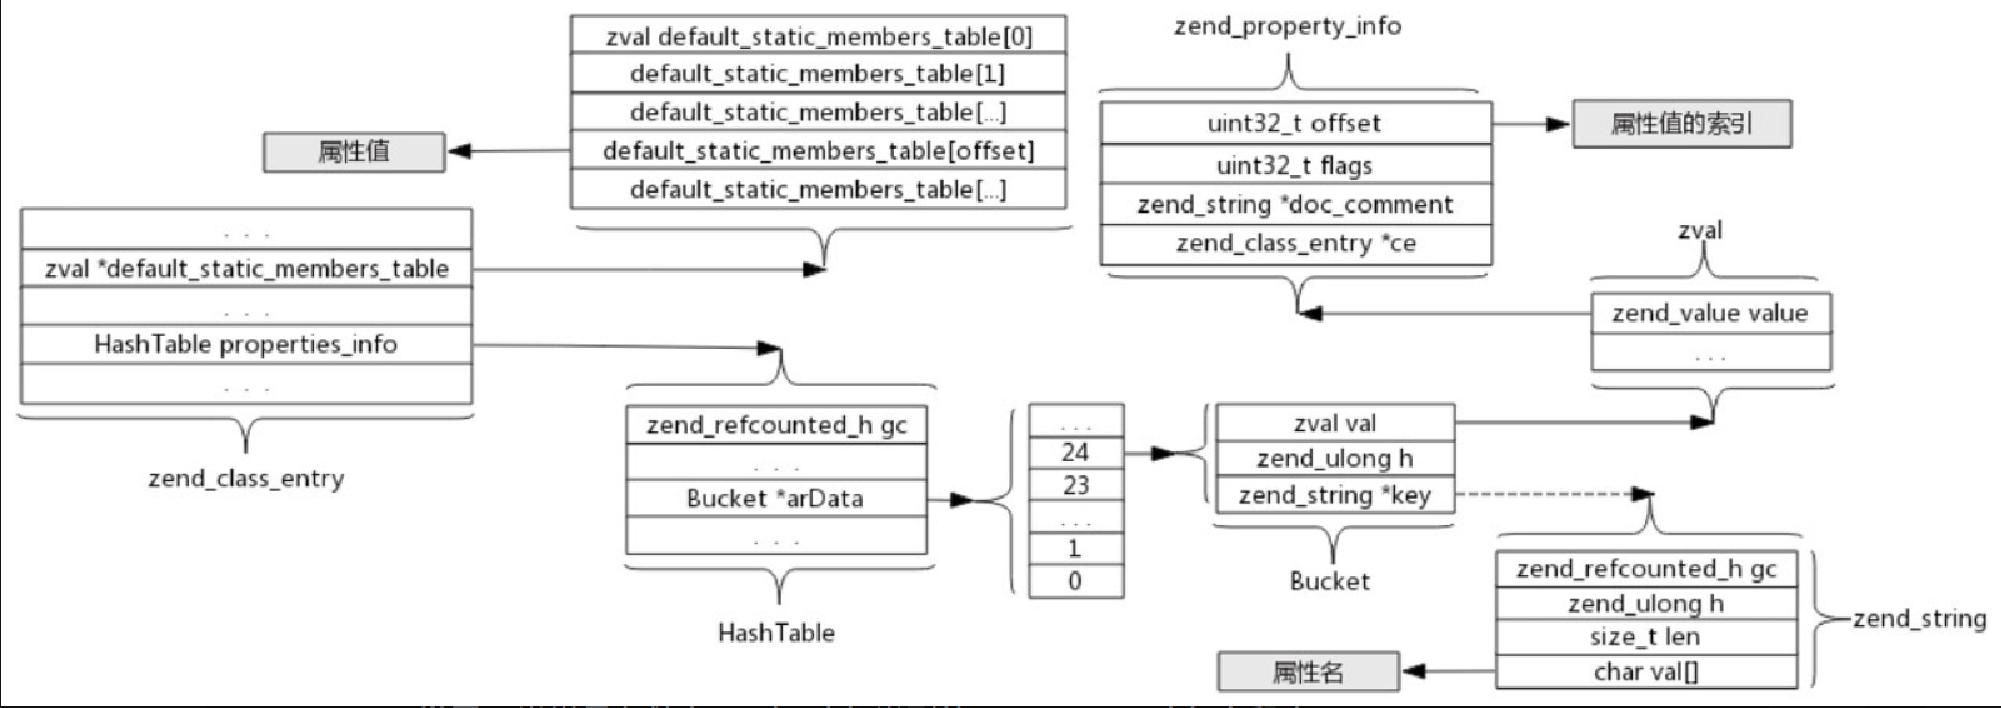 zval default_static_members_table[0]
default_static_members_table[1]
default_static_members_table[...]
default_static_members_table[offset]
default_static_members_table[...]
属性值
. . .
zval *default_static_members_table
. . .
HashTable properties_info
. . .
zend_class_entry
zend_property_info
uint32_t offset
uint32_t flags
zend_string *doc_comment
zend_class_entry *ce
属性值的索引
zval
zend_value value
. . .
zend_refcounted_h gc
. . .
Bucket *arData
. . .
HashTable
. . .
24
23
. . .
1
0
zval val
zend_ulong h
zend_string *key
Bucket
zend_refcounted_h gc
zend_ulong h
size_t len
char val[]
zend_string
属性名